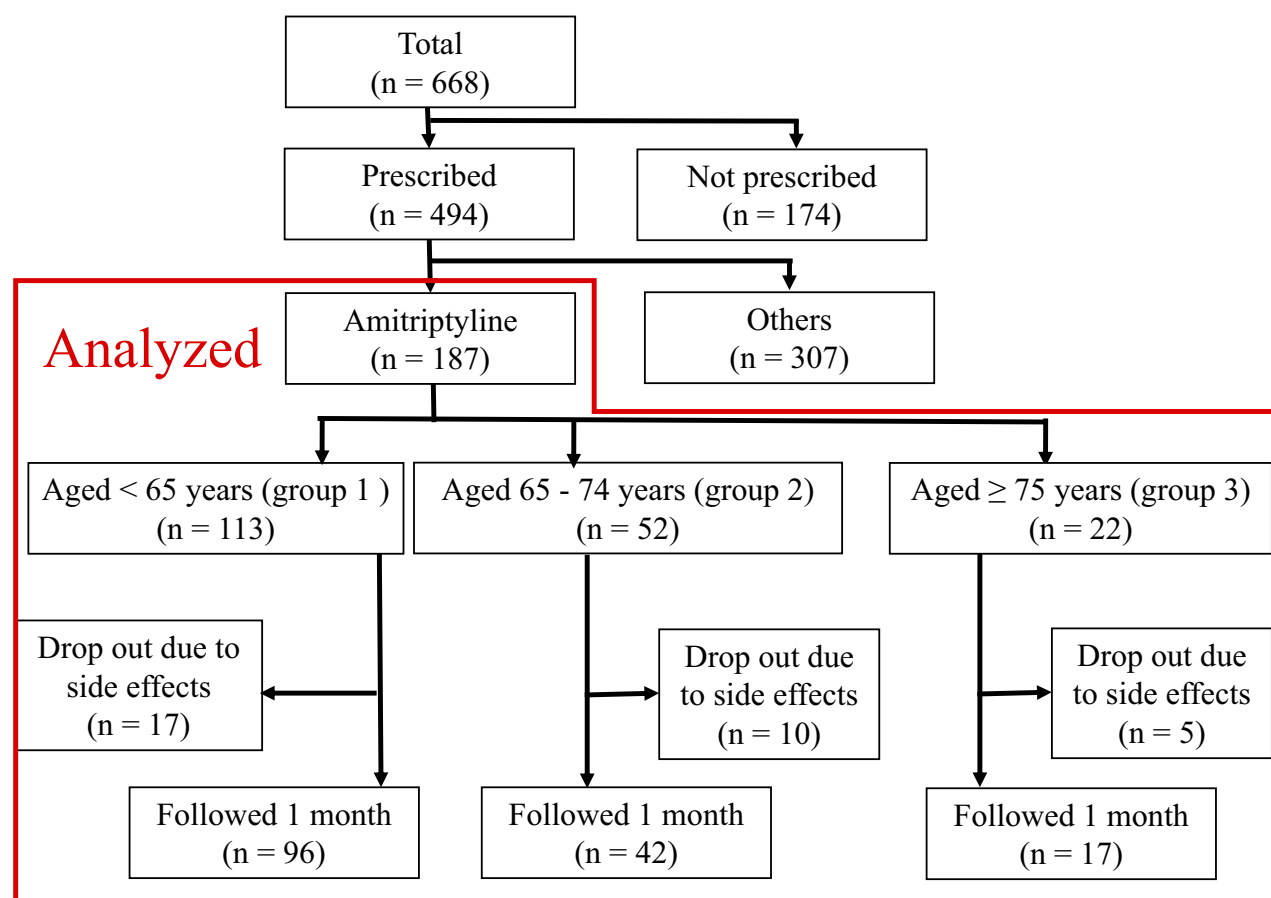 Total
(n = 668)
Prescribed
(n = 494)
Not prescribed
(n = 174)
Analyzed
Amitriptyline
(n = 187)
Others
(n = 307)
Aged < 65 years (group 1 )
(n = 113)
Aged 65 - 74 years (group 2)
(n = 52)
Aged ≥ 75 years (group 3)
(n = 22)
Drop out due to
side effects
(n = 17)
Drop out due
to side effects
(n = 10)
Drop out due
to side effects
(n = 5)
Followed 1 month
(n = 96)
Followed 1 month
(n = 42)
Followed 1 month
(n = 17)